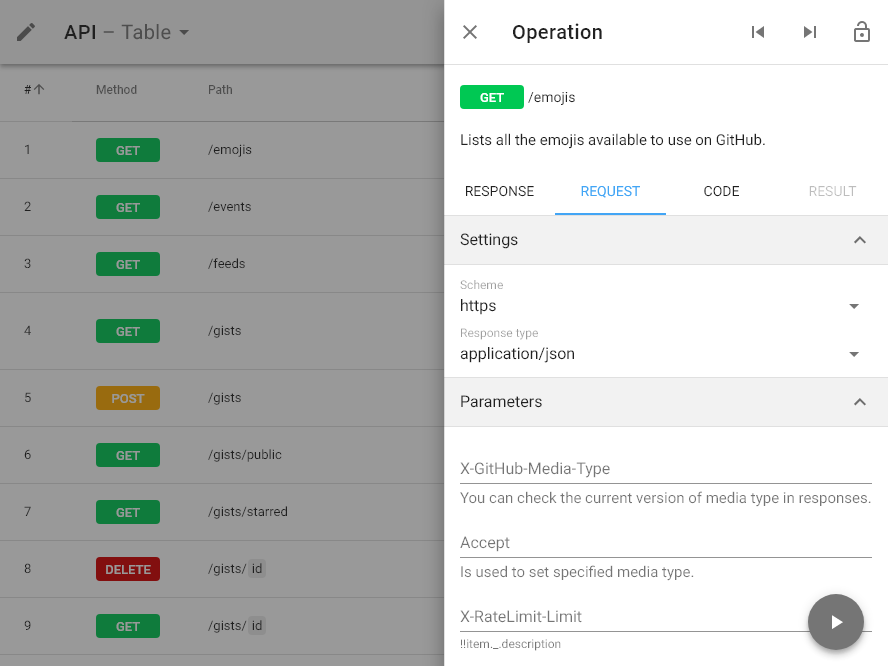 API – Table
# Method Path
1 GET /emojis
2 GET /events
3 GET /feeds
4 GET /gists
5 POST /gists
6 GET /gists/public
7 GET /gists/starred
8 DELETE /gists/ id
9 GET /gists/ id
Operation
GET /emojis
Lists all the emojis available to use on GitHub.
RESPONSE REQUEST CODE RESULT
Settings
Scheme
https
Response type
application/json
Parameters
X-GitHub-Media-Type
You can check the current version of media type in responses.
Accept
Is used to set specified media type.
X-RateLimit-Limit
!!item._.description